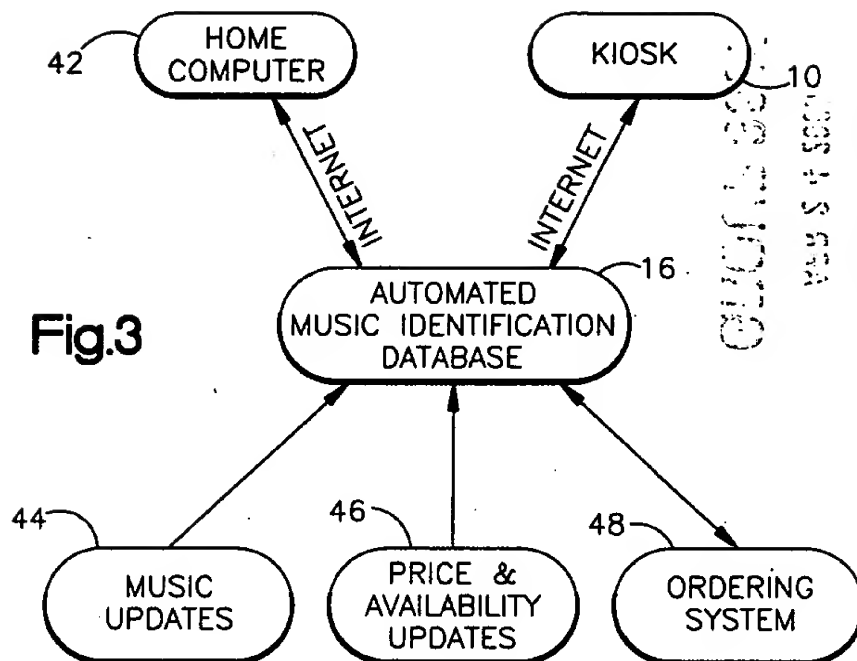 42
HOME
COMPUTER
KIOSK
10
INTERNET
INTERNET
16
AUTOMATED
MUSIC IDENTIFICATION
DATABASE
Fig.3
44
MUSIC
UPDATES
46
PRICE &
AVAILABILITY
UPDATES
48
ORDERING
SYSTEM